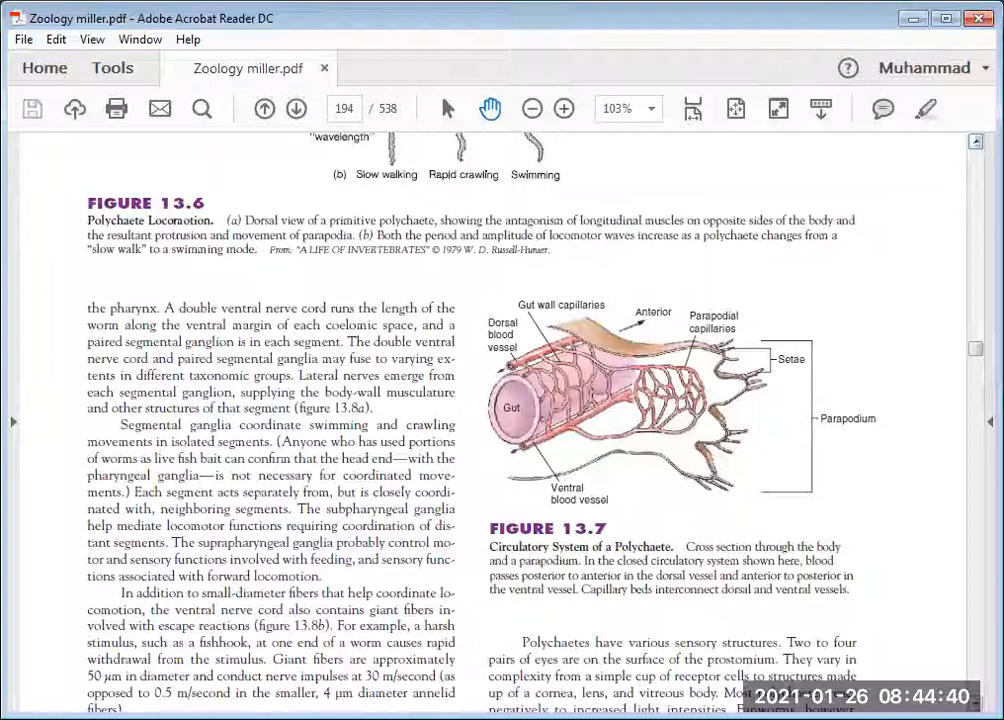 Zoology miller.pdf - Adobe Acrobat Reader DC
File Edit View Window Help
Home Tools Zoology miller.pdf × ? Muhammad
194 / 538 103%
"wavelength"
(b) Slow walking Rapid crawling Swimming
FIGURE 13.6
Polychaete Locomotion. (a) Dorsal view of a primitive polychaete, showing the antagonism of longitudinal muscles on opposite sides of the body and
the resultant protrusion and movement of parapodia. (b) Both the period and amplitude of locomotor waves increase as a polychaete changes from a
"slow walk" to a swimming mode. From: "A LIFE OF INVERTEBRATES" © 1979 W. D. Russell-Hunter.
the pharynx. A double ventral nerve cord runs the length of the
worm along the ventral margin of each coelomic space, and a
paired segmental ganglion is in each segment. The double ventral
nerve cord and paired segmental ganglia may fuse to varying ex-
tents in different taxonomic groups. Lateral nerves emerge from
each segmental ganglion, supplying the body-wall musculature
and other structures of that segment (figure 13.8a).
Segmental ganglia coordinate swimming and crawling
movements in isolated segments. (Anyone who has used portions
of worms as live fish bait can confirm that the head end—with the
pharyngeal ganglia—is not necessary for coordinated move-
ments.) Each segment acts separately from, but is closely coordi-
nated with, neighboring segments. The subpharyngeal ganglia
help mediate locomotor functions requiring coordination of dis-
tant segments. The suprapharyngeal ganglia probably control mo-
tor and sensory functions involved with feeding, and sensory func-
tions associated with forward locomotion.
In addition to small-diameter fibers that help coordinate lo-
comotion, the ventral nerve cord also contains giant fibers in-
volved with escape reactions (figure 13.8b). For example, a harsh
stimulus, such as a fishhook, at one end of a worm causes rapid
withdrawal from the stimulus. Giant fibers are approximately
50 μm in diameter and conduct nerve impulses at 30 m/second (as
opposed to 0.5 m/second in the smaller, 4 μm diameter annelid
fibers).
Gut wall capillaries
Anterior
Parapodial
capillaries
Dorsal
blood
vessel
Setae
Gut
Parapodium
Ventral
blood vessel
FIGURE 13.7
Circulatory System of a Polychaete. Cross section through the body
and a parapodium. In the closed circulatory system shown here, blood
passes posterior to anterior in the dorsal vessel and anterior to posterior in
the ventral vessel. Capillary beds interconnect dorsal and ventral vessels.
Polychaetes have various sensory structures. Two to four
pairs of eyes are on the surface of the prostomium. They vary in
complexity from a simple cup of receptor cells to structures made
up of a cornea, lens, and vitreous body. Most
negatively to increased light intensities. Fanworms, however,
2021-01-26 08:44:40